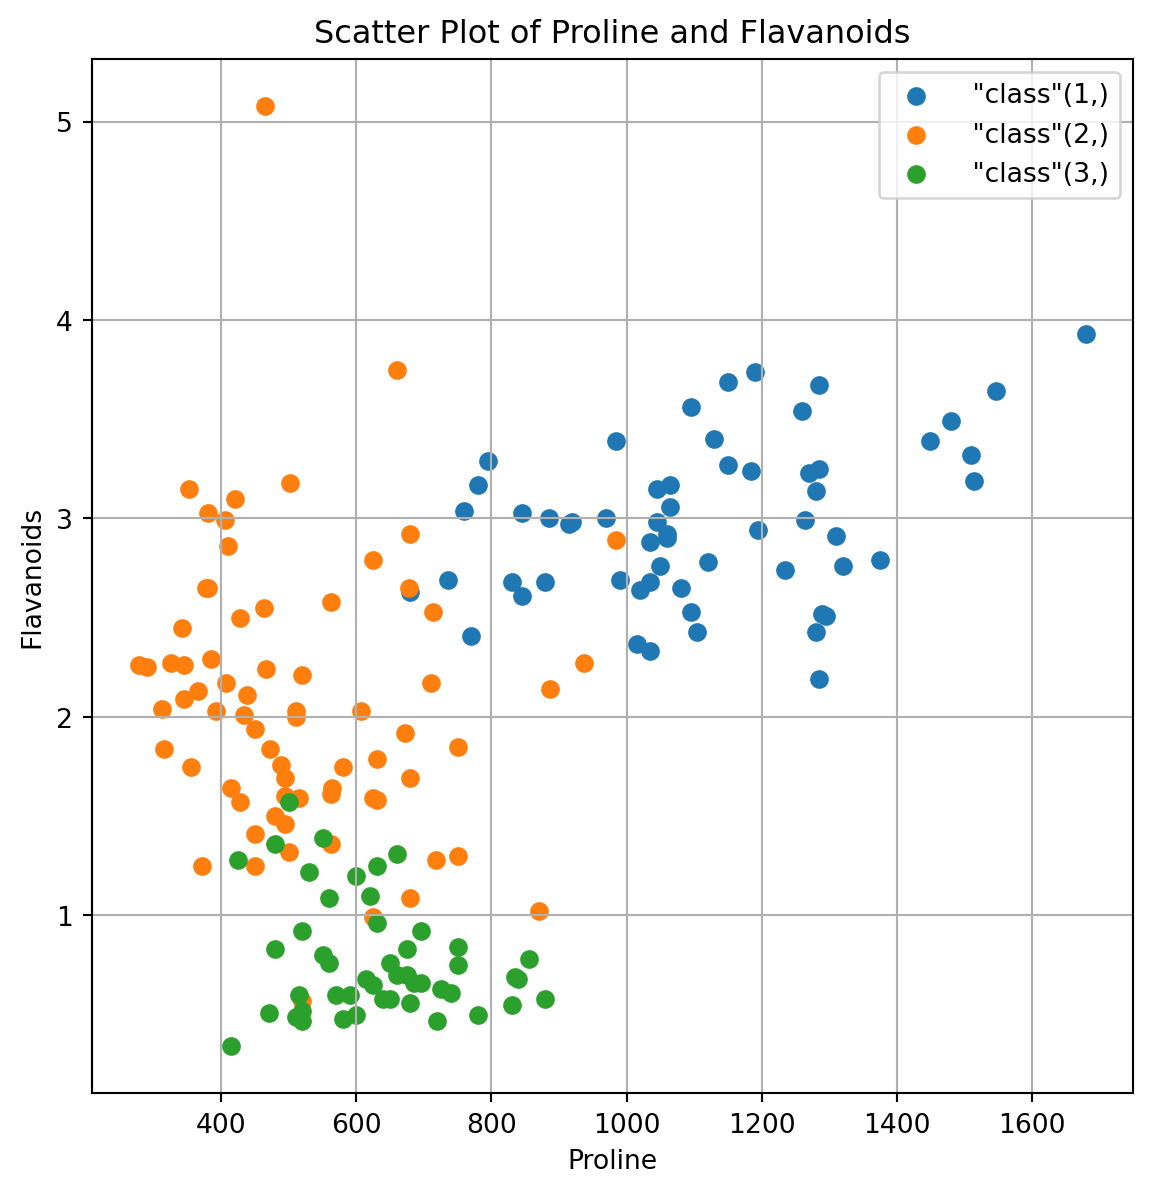 Scatter Plot of Proline and Flavanoids
"class"(1,)
"class"(2,)
"class"(3,)
5
4
3
2
1
Flavanoids
400 600 800 1000 1200 1400 1600
Proline